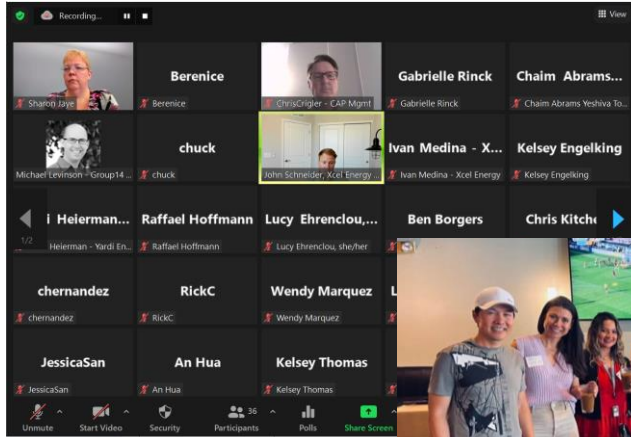 Recording...
View
Sharon Jaye
Berenice
Berenice
ChrisCrigler - CAP Mgmt
Gabrielle Rinck
Gabrielle Rinck
Chaim Abrams...
Chaim Abrams Yeshiva To...
Michael Levinson - Group14 ...
chuck
chuck
John Schneider, Xcel Energy ...
Ivan Medina - X...
Ivan Medina - Xcel Energy
Kelsey Engelking
Kelsey Engelking
i Heierman...
Heierman - Yardi En...
1/2
Raffael Hoffmann
Raffael Hoffmann
Lucy Ehrenclou,...
Lucy Ehrenclou, she/her
Ben Borgers
Chris Kitche
chernandez
chernandez
RickC
RickC
Wendy Marquez
Wendy Marquez
L
JessicaSan
JessicaSan
An Hua
An Hua
Kelsey Thomas
Kelsey Thomas
Unmute
Start Video
Security
36
Participants
Polls
Share Screen